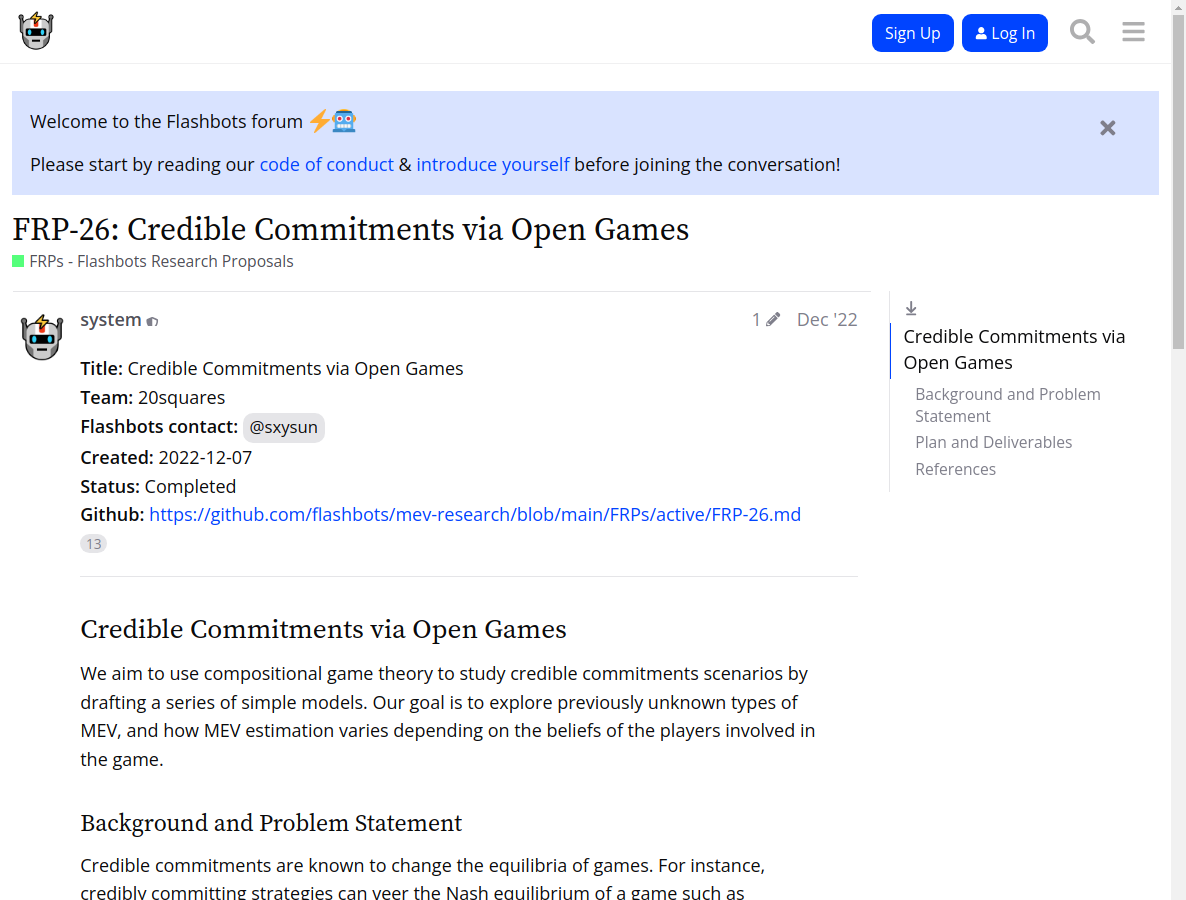 Sign Up
Log In
Welcome to the Flashbots forum
Please start by reading our code of conduct & introduce yourself before joining the conversation!
FRP-26: Credible Commitments via Open Games
FRPs - Flashbots Research Proposals
system
1
Dec '22
Title: Credible Commitments via Open Games
Team: 20squares
Flashbots contact: @sxysun
Created: 2022-12-07
Status: Completed
Github: https://github.com/flashbots/mev-research/blob/main/FRPs/active/FRP-26.md
13
Credible Commitments via Open Games
We aim to use compositional game theory to study credible commitments scenarios by
drafting a series of simple models. Our goal is to explore previously unknown types of
MEV, and how MEV estimation varies depending on the beliefs of the players involved in
the game.
Background and Problem Statement
Credible commitments are known to change the equilibria of games. For instance,
credibly committing strategies can veer the Nash equilibrium of a game such as
Credible Commitments via
Open Games
Background and Problem
Statement
Plan and Deliverables
References